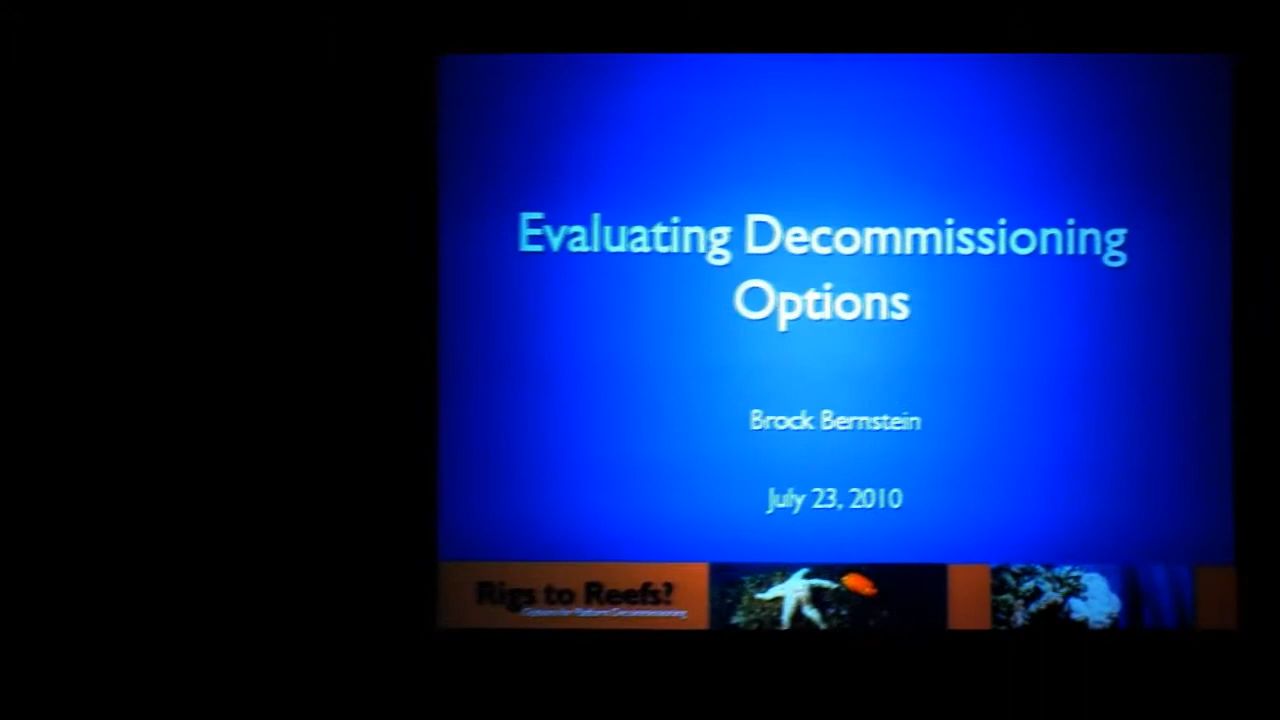 Evaluating Decommissioning
Options
Brock Bernstein
July 23, 2010
Rigs to Reefs?